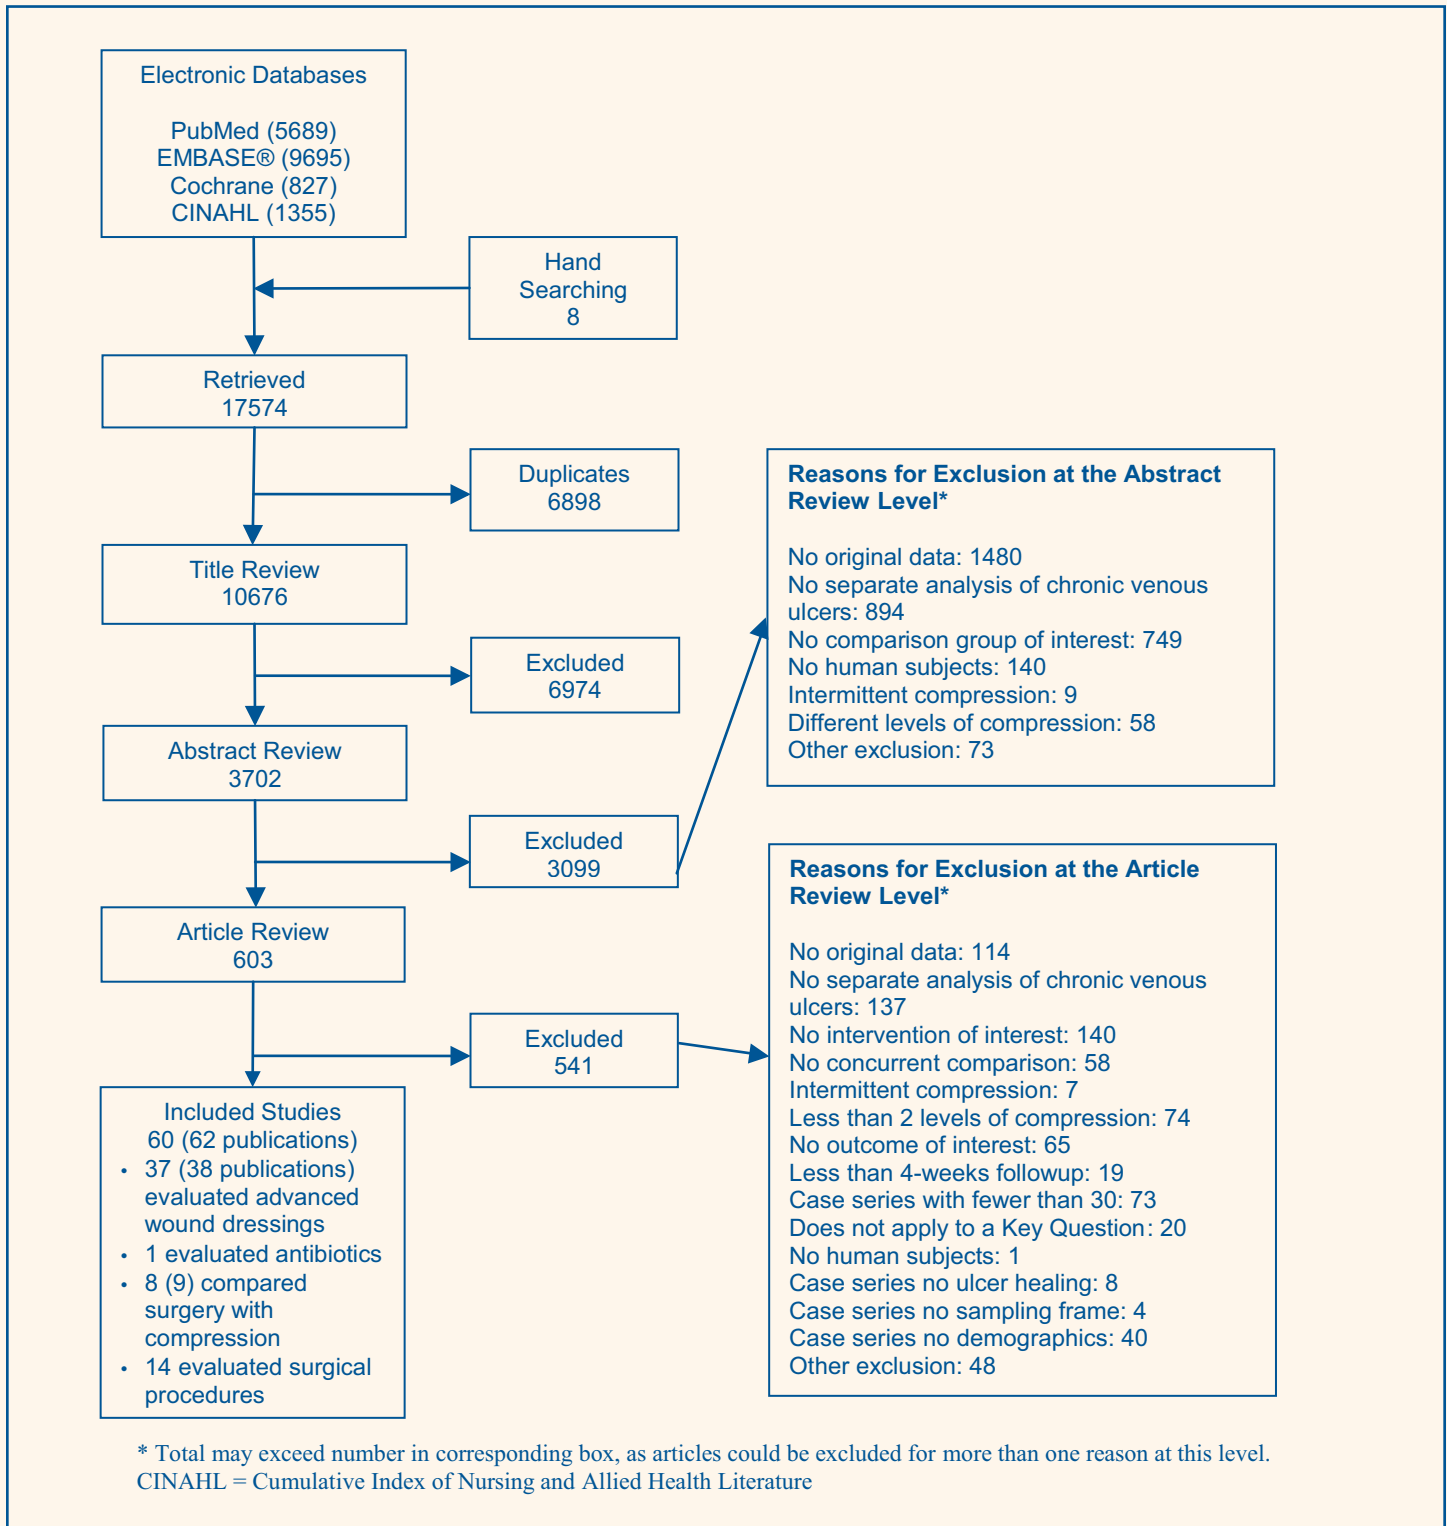 Electronic Databases
PubMed (5689)
EMBASE® (9695)
Cochrane (827)
CINAHL (1355)
Hand
Searching
8
Retrieved
17574
Duplicates
6898
Title Review
10676
Excluded
6974
Abstract Review
3702
Excluded
3099
Reasons for Exclusion at the Abstract
Review Level*
No original data: 1480
No separate analysis of chronic venous
ulcers: 894
No comparison group of interest: 749
No human subjects: 140
Intermittent compression: 9
Different levels of compression: 58
Other exclusion: 73
Article Review
603
Excluded
541
Reasons for Exclusion at the Article
Review Level*
No original data: 114
No separate analysis of chronic venous
ulcers: 137
No intervention of interest: 140
No concurrent comparison: 58
Intermittent compression: 7
Less than 2 levels of compression: 74
No outcome of interest: 65
Less than 4-weeks followup: 19
Case series with fewer than 30: 73
Does not apply to a Key Question: 20
No human subjects: 1
Case series no ulcer healing: 8
Case series no sampling frame: 4
Case series no demographics: 40
Other exclusion: 48
Included Studies
60 (62 publications)
• 37 (38 publications)
evaluated advanced
wound dressings
• 1 evaluated antibiotics
• 8 (9) compared
surgery with
compression
• 14 evaluated surgical
procedures
* Total may exceed number in corresponding box, as articles could be excluded for more than one reason at this level.
CINAHL = Cumulative Index of Nursing and Allied Health Literature